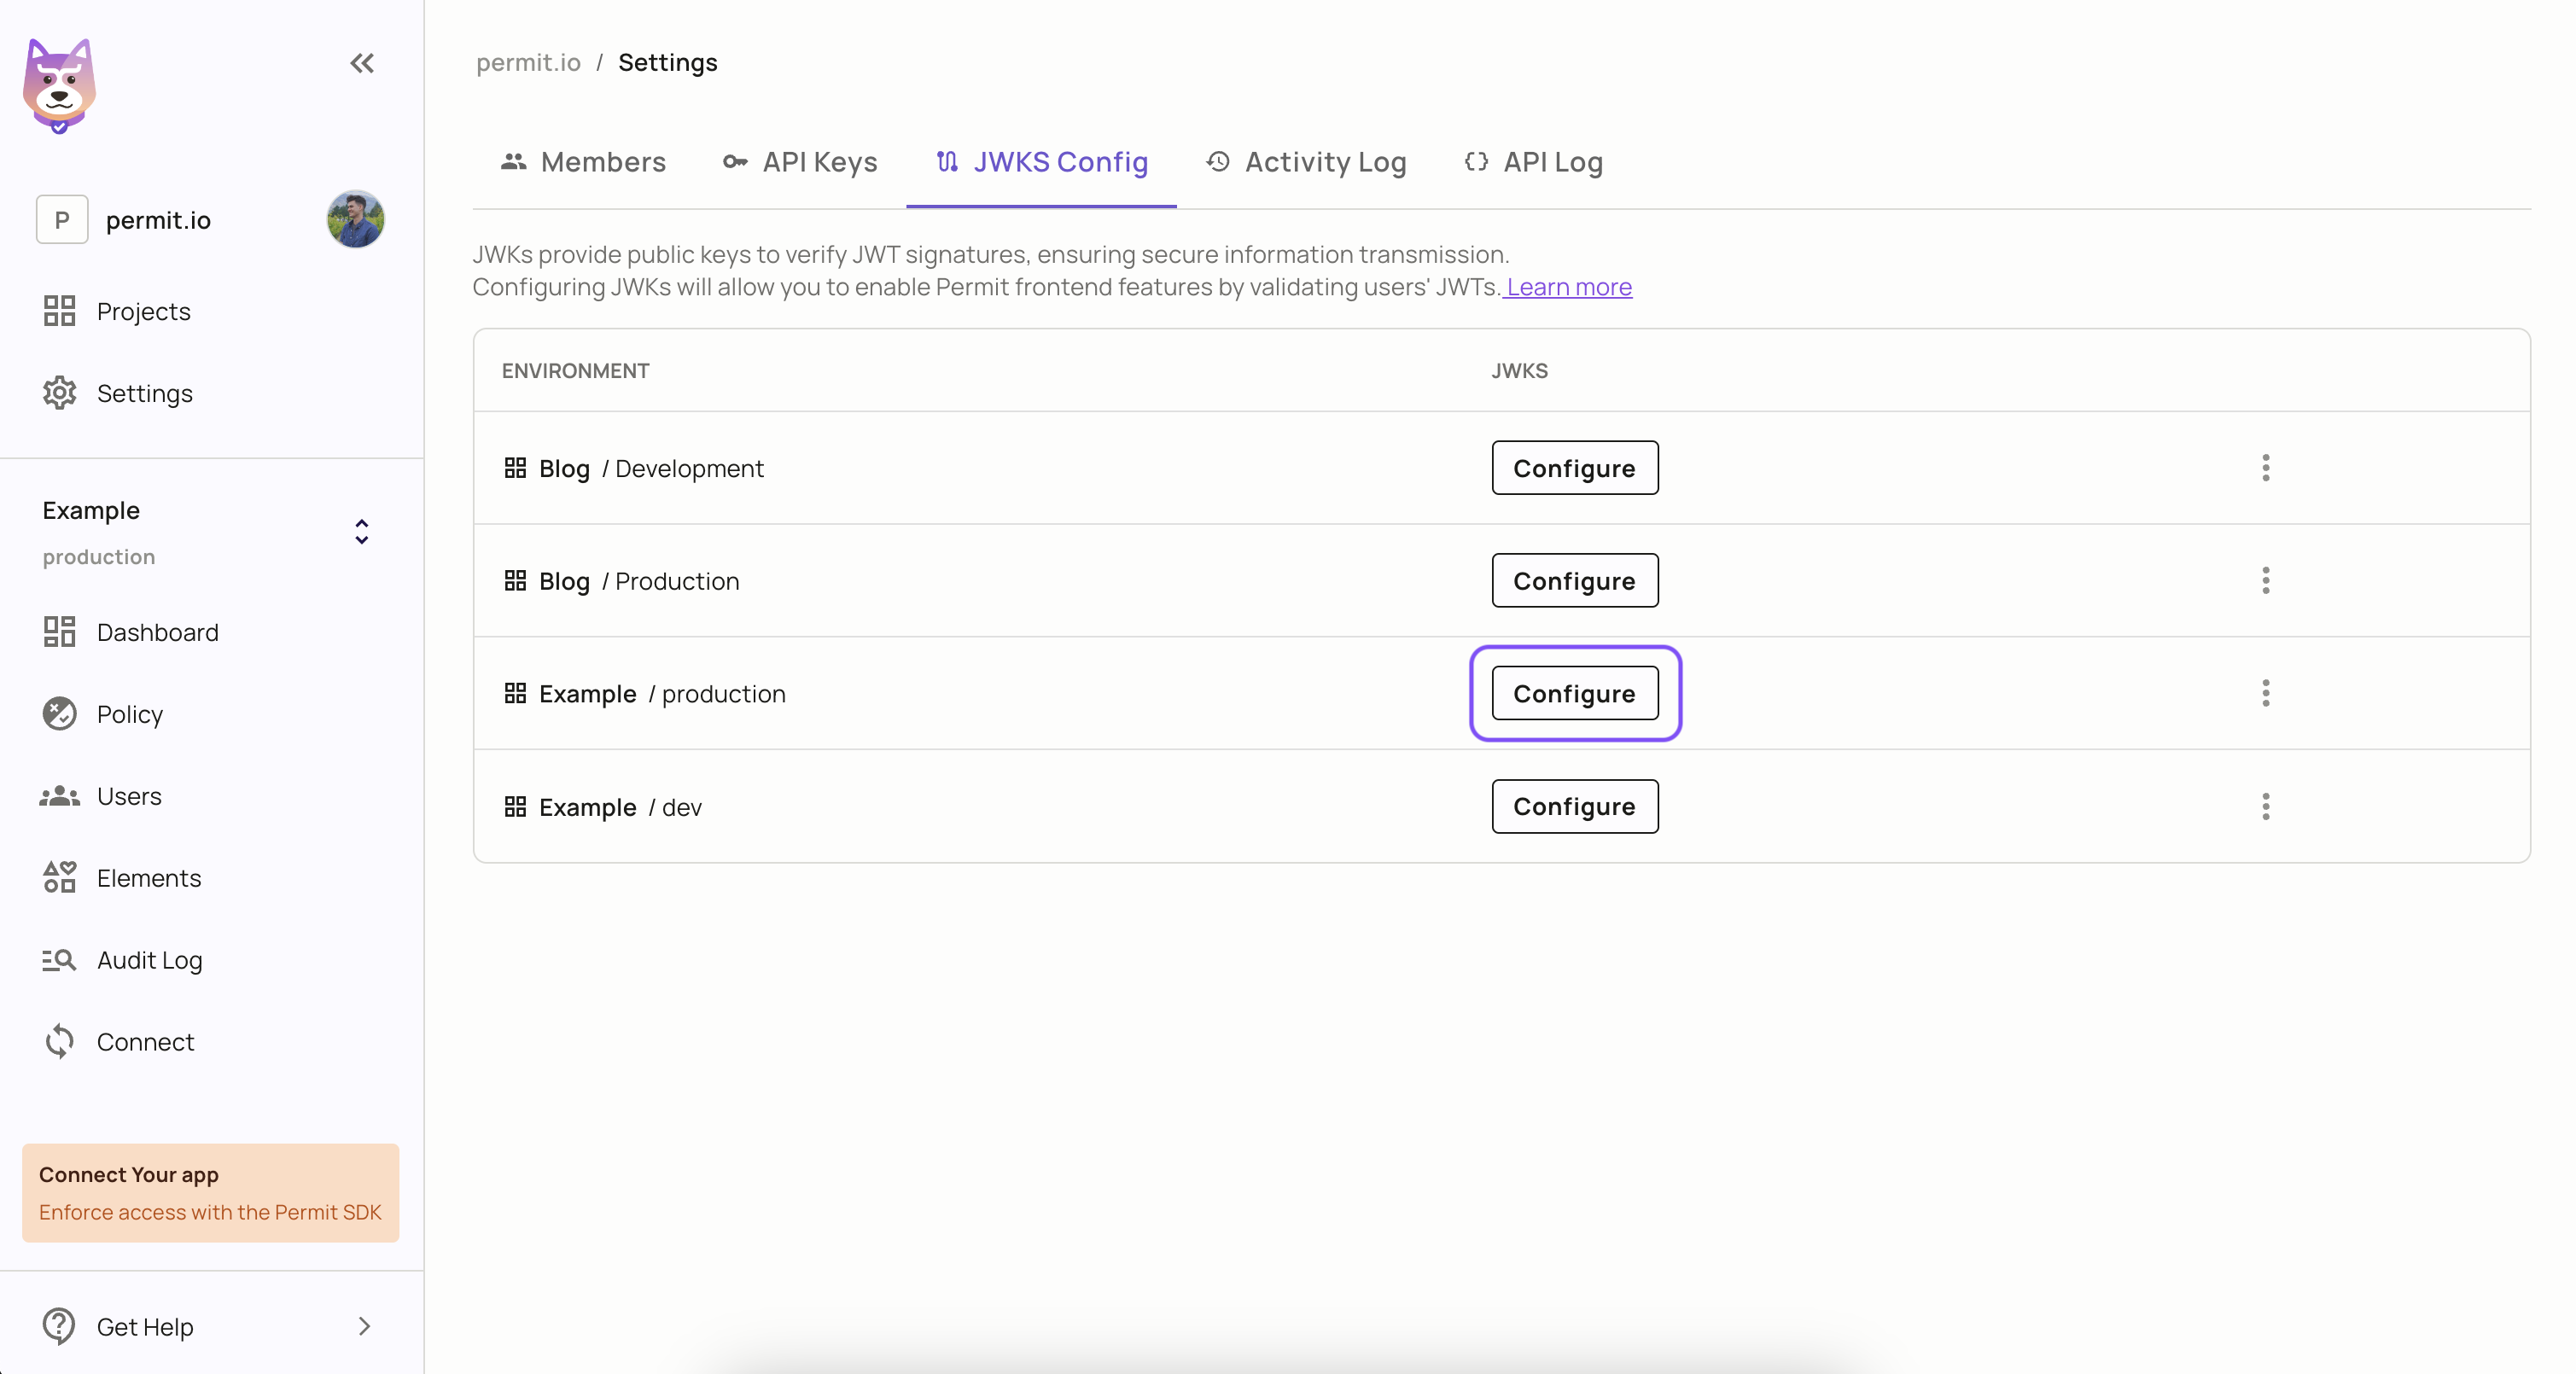 permit.io / Settings
P permit.io
Projects
Settings
Example
production
Dashboard
Policy
Users
Elements
Audit Log
Connect
Connect Your app
Enforce access with the Permit SDK
Get Help
Members API Keys JWKS Config Activity Log API Log
JWKs provide public keys to verify JWT signatures, ensuring secure information transmission.
Configuring JWKs will allow you to enable Permit frontend features by validating users' JWTs. Learn more
ENVIRONMENT JWKS
Blog / Development Configure
Blog / Production Configure
Example / production Configure
Example / dev Configure